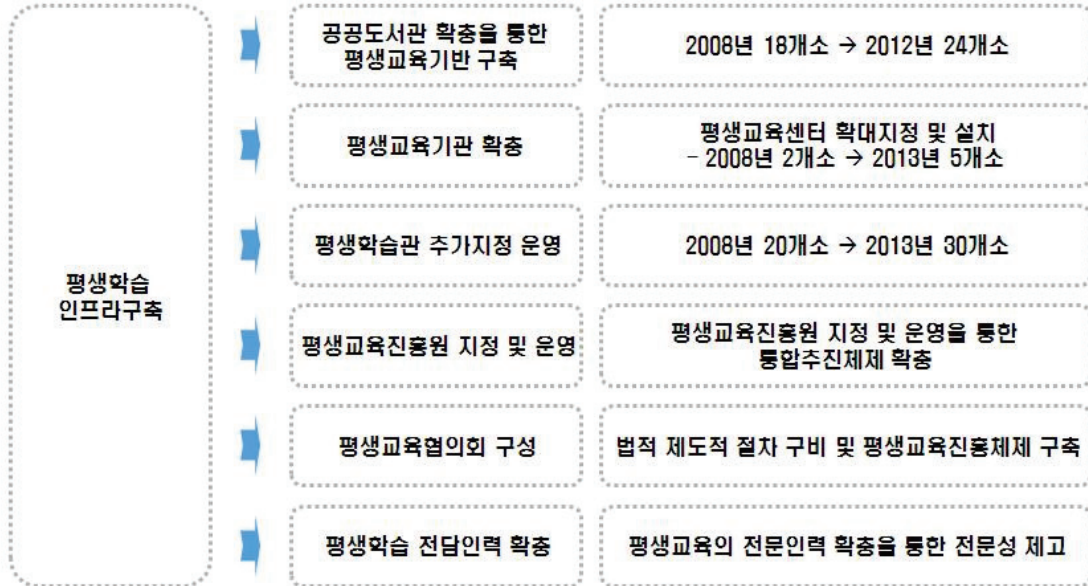 평생학습
인프라구축
공공도서관 확충을 통한
평생교육기반 구축
2008년 18개소 → 2012년 24개소
평생교육기관 확충
평생교육센터 확대지정 및 설치
- 2008년 2개소 → 2013년 5개소
평생학습관 추가지정 운영
2008년 20개소 → 2013년 30개소
평생교육진흥원 지정 및 운영
평생교육진흥원 지정 및 운영을 통한
통합추진체제 확충
평생교육협의회 구성
법적 제도적 절차 구비 및 평생교육진흥체제 구축
평생학습 전담인력 확충
평생교육의 전문인력 확충을 통한 전문성 제고